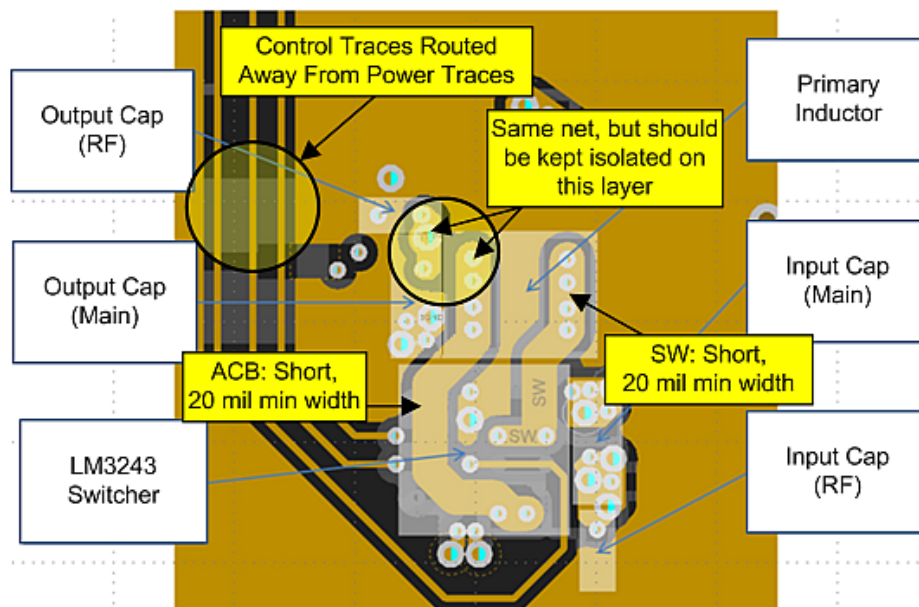 Control Traces Routed
Away From Power Traces
Output Cap
(RF)
Primary
Inductor
Same net, but should
be kept isolated on
this layer
Output Cap
(Main)
Input Cap
(Main)
ACB: Short,
20 mil min width
SW: Short,
20 mil min width
SW
SW
LM3243
Switcher
Input Cap
(RF)